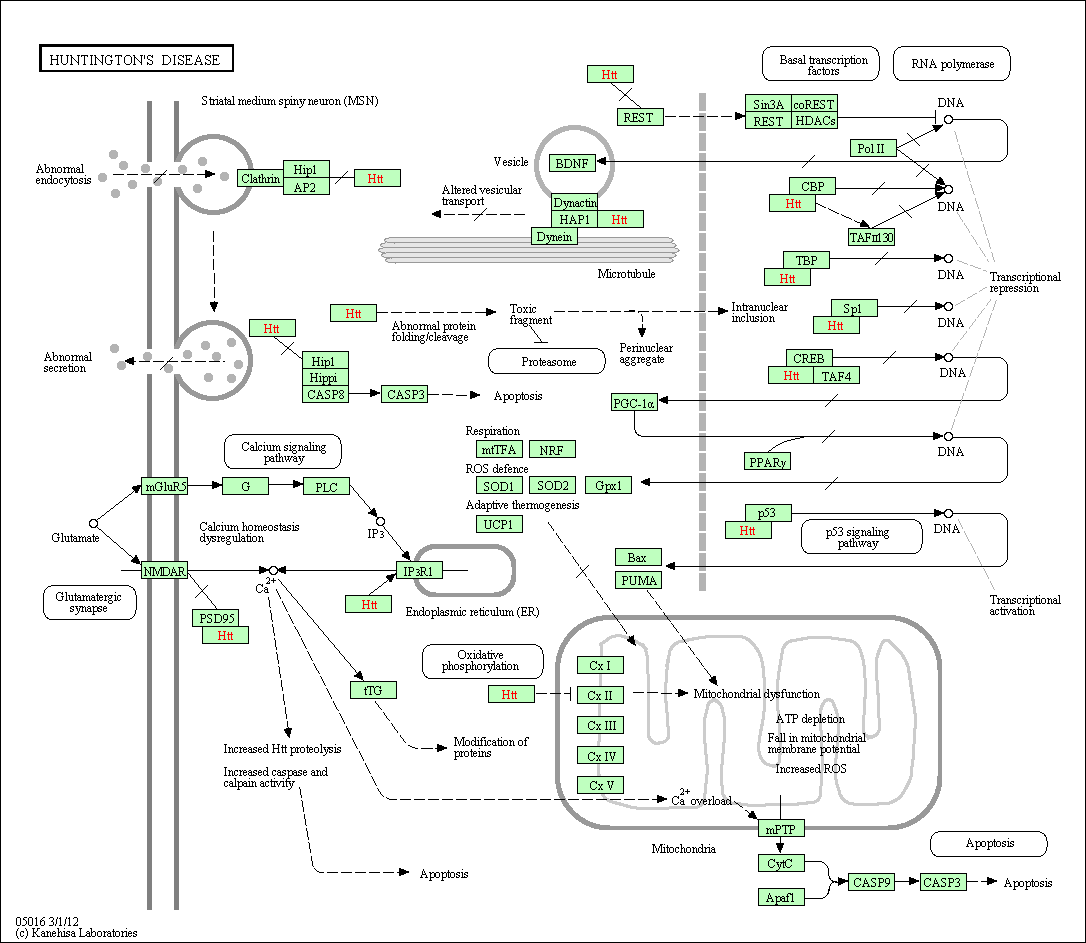 HUNTINGTON'S DISEASE
Striatal medium spiny neuron (MSN)
Htt
REST
Basal transcription
factors
RNA polymerase
Sin3A coREST
REST HDACs
DNA
Pol II
Vesicle
BDNF
Abnormal
endocytosis
Clathrin
Hip1
AP2
Htt
Altered vesicular
transport
Dynactin
HAP1 Htt
Dynein
Microtubule
CBP
Htt
DNA
TAFII130
TBP
Htt
DNA
Transcriptional
repression
Htt
Abnormal protein
folding/cleavage
Toxic
fragment
Intranuclear
inclusion
Proteasome
Perinuclear
aggregate
Sp1
Htt
DNA
Abnormal
secretion
Htt
Hip1
Hippi
CASP8
CASP3
Apoptosis
CREB
Htt TAF4
DNA
PGC-1α
Respiration
mtTFA NRF
ROS defence
SOD1 SOD2 Gpx1
Adaptive thermogenesis
UCP1
PPARγ
DNA
Calcium signaling
pathway
mGluR5
G
PLC
IP3
Glutamate
Calcium homeostasis
dysregulation
p53
Htt
p53 signaling
pathway
DNA
NMDAR
Ca2+
IP3R1
Htt
Endoplasmic reticulum (ER)
Bax
PUMA
Glutamatergic
synapse
PSD95
Htt
Transcriptional
activation
Oxidative
phosphorylation
Htt
Cx I
Cx II
Cx III
Cx IV
Cx V
Mitochondrial dysfunction
ATP depletion
Fall in mitochondrial
membrane potential
Increased ROS
tTG
Modification of
proteins
Increased Htt proteolysis
Increased caspase and
calpain activity
Ca2+ overload
mPTP
Mitochondria
Apoptosis
CytC
Apaf1
CASP9
CASP3
Apoptosis
Apoptosis
05016 3/1/12
(c) Kanehisa Laboratories